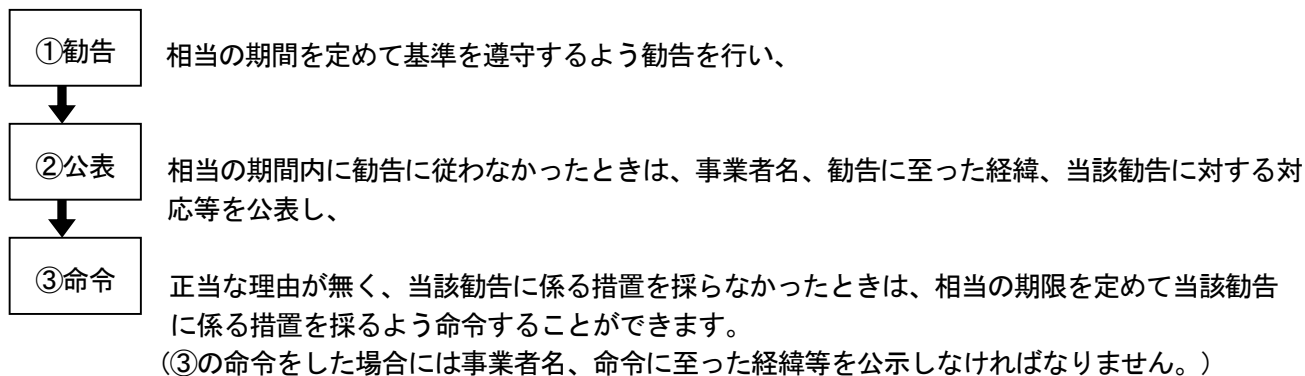 ①勧告
相当の期間を定めて基準を遵守するよう勧告を行い、
②公表
相当の期間内に勧告に従わなかったときは、事業者名、勧告に至った経緯、当該勧告に対する対
応等を公表し、
③命令
正当な理由が無く、当該勧告に係る措置を採らなかったときは、相当の期限を定めて当該勧告
に係る措置を採るよう命令することができます。
（③の命令をした場合には事業者名、命令に至った経緯等を公示しなければなりません。）